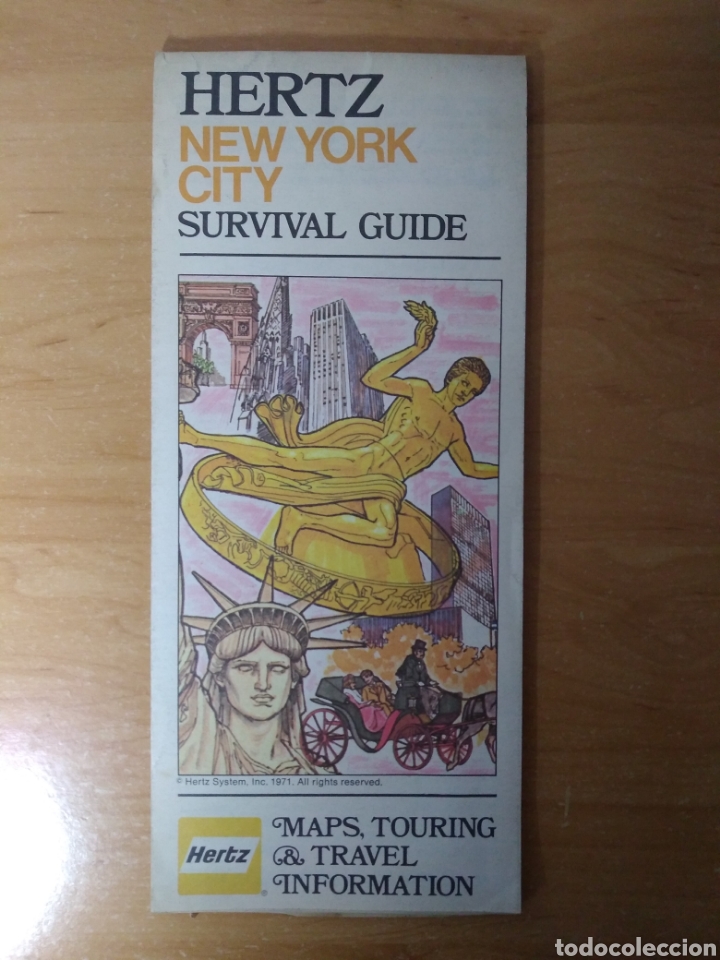 HERTZ
NEW YORK
CITY
SURVIVAL GUIDE
© Hertz System, Inc. 1971. All rights reserved.
Hertz
®
MAPS, TOURING
& TRAVEL
INFORMATION
todocoleccion